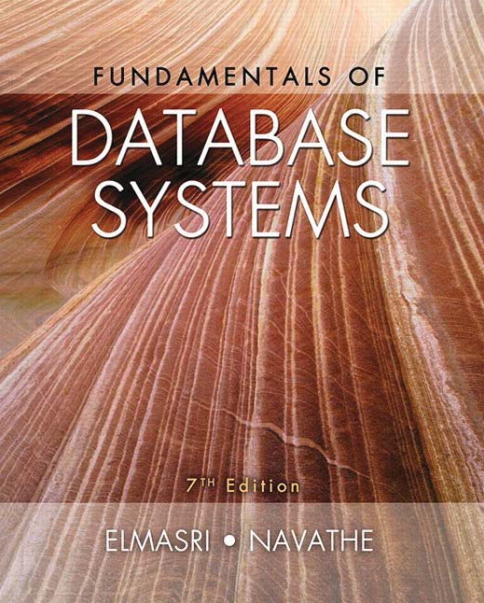 FUNDAMENTALS OF
DATABASE
SYSTEMS
7TH Edition
ELMASRI • NAVATHE